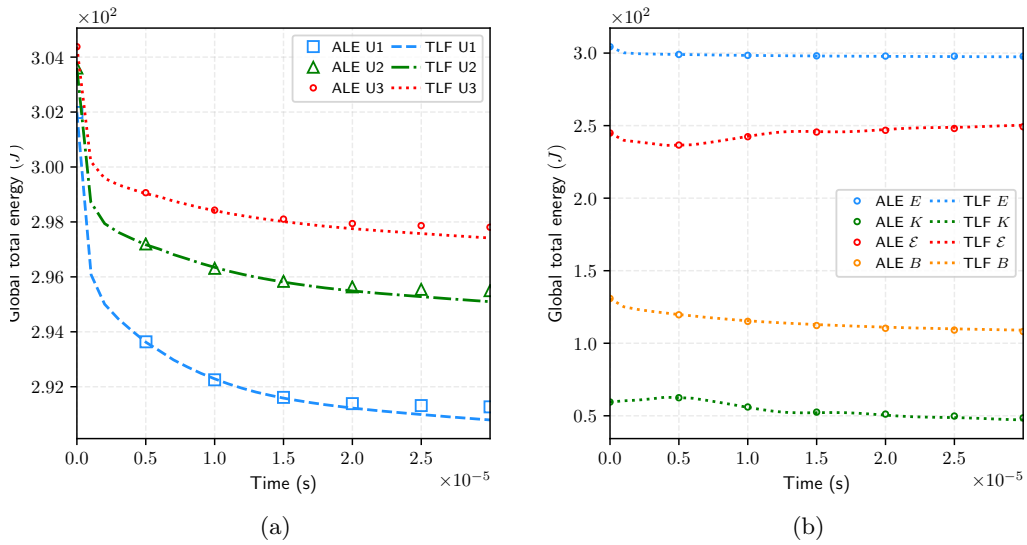 ×10²
Global total energy (J)
3.04
3.02
3.00
2.98
2.96
2.94
2.92
ALE U1 TLF U1
ALE U2 TLF U2
ALE U3 TLF U3
0.0 0.5 1.0 1.5 2.0 2.5
Time (s)
×10⁻⁵
(a)
×10²
Global total energy (J)
3.0
2.5
2.0
1.5
1.0
0.5
ALE E TLF E
ALE K TLF K
ALE ℰ TLF ℰ
ALE B TLF B
0.0 0.5 1.0 1.5 2.0 2.5
Time (s)
×10⁻⁵
(b)